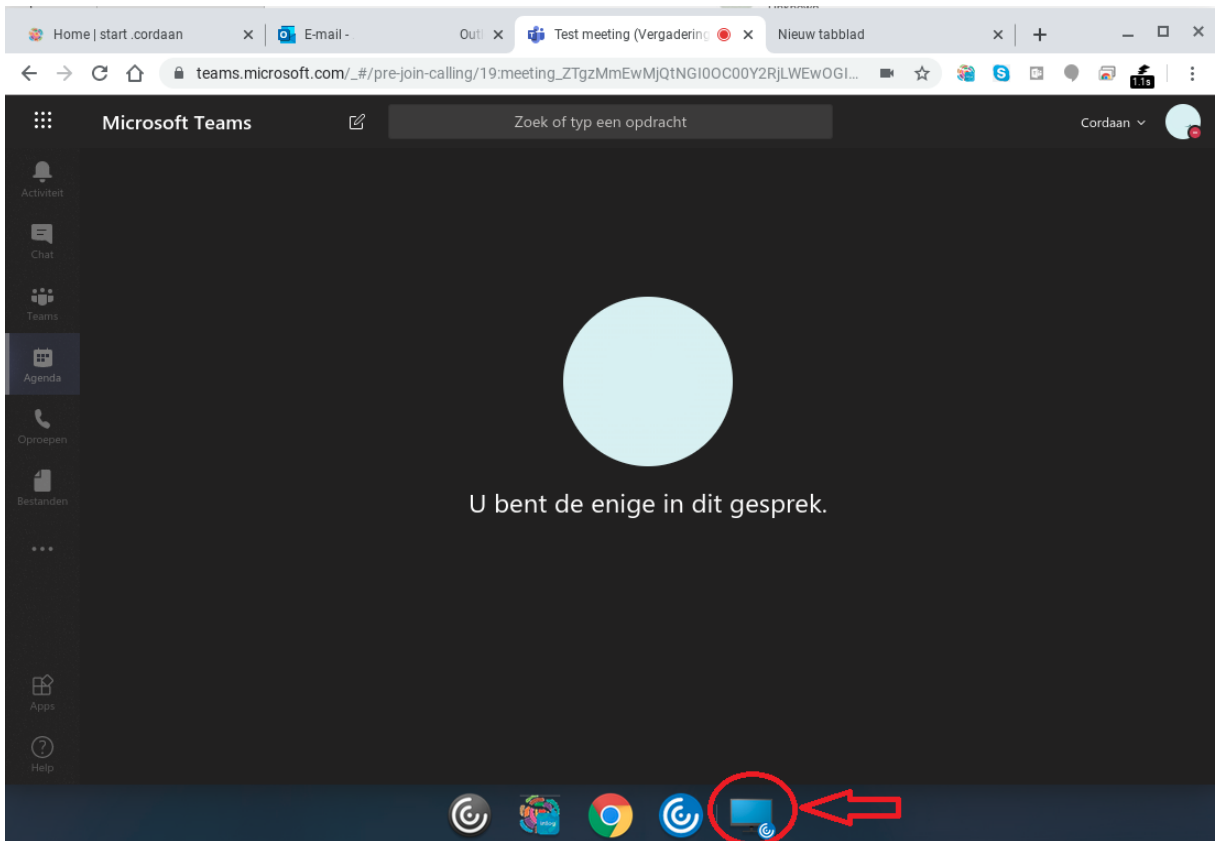 Home | start .cordaan
E-mail -
Outl
Test meeting (Vergadering
Nieuw tabblad
teams.microsoft.com/_#/pre-join-calling/19:meeting_ZTgzMmEwMjQtNGI0OC00Y2RjLWEwOGI...
1.1s
Microsoft Teams
Zoek of typ een opdracht
Cordaan
Activiteit
Chat
Teams
Agenda
Oproepen
Bestanden
U bent de enige in dit gesprek.
Apps
Help